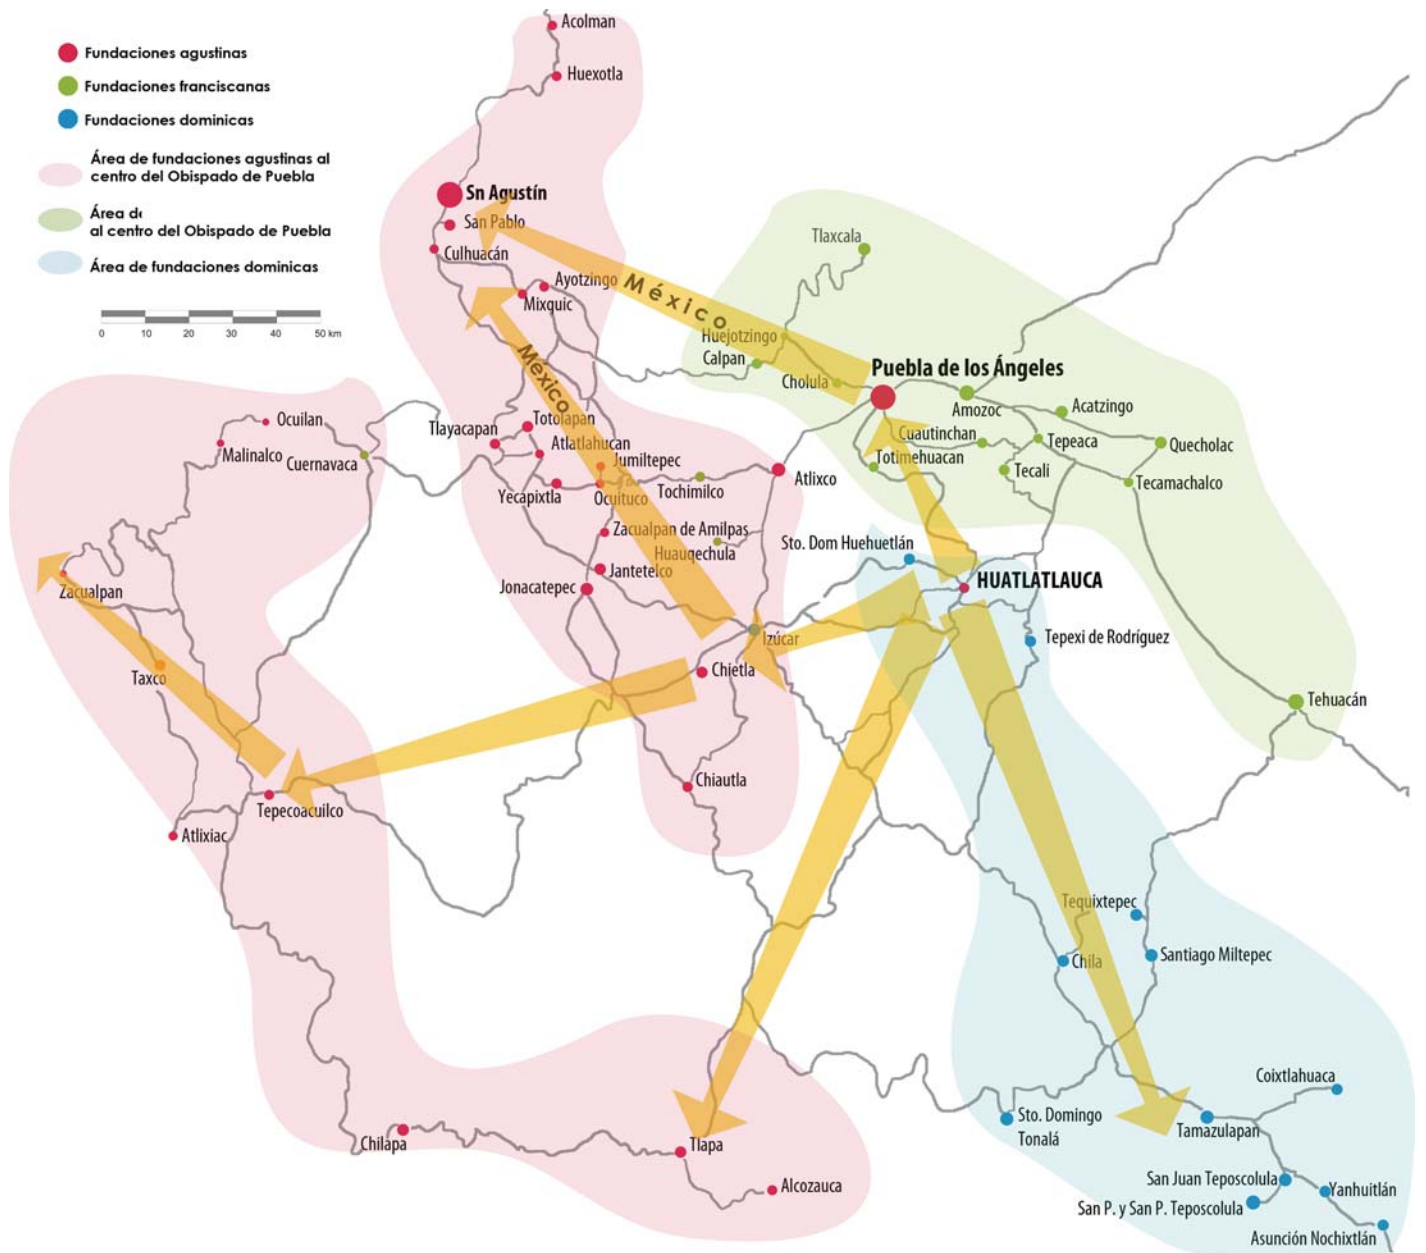 Fundaciones agustinas
Fundaciones franciscanas
Fundaciones dominicas
Área de fundaciones agustinas al
centro del Obispado de Puebla
Área de
al centro del Obispado de Puebla
Área de fundaciones dominicas
0 10 20 30 40 50 km
Acolman
Huexotla
Sn Agustín
San Pablo
Culhuacán
Ayotzingo
Mixquic
México
México
Tlaxcala
Huejotzingo
Calpan
Cholula
Puebla de los Ángeles
Amozoc
Acatzingo
Cuautinchan
Tepeaca
Quecholac
Totimehuacan
Tecali
Tecamachalco
Ocuilan
Malinalco
Cuernavaca
Tlayacapan
Totolapan
Atlatlahucan
Jumiltepec
Yecapixtla
Ocuituco
Tochimilco
Atlixco
Zacualpan de Amilpas
Huauqechula
Jantetelco
Jonacatepec
Sto. Dom Huehuetlán
HUATLATLAUCA
Izúcar
Tepexi de Rodríguez
Chietla
Tehuacán
Zacualpan
Taxco
Chiautla
Tepecoacuilco
Atlixiac
Tequixtepec
Chila
Santiago Miltepec
Coixtlahuaca
Sto. Domingo
Tonalá
Tamazulapan
Chilapa
Tlapa
Alcozauca
San Juan Teposcolula
Yanhuitlán
San P. y San P. Teposcolula
Asunción Nochixtlán